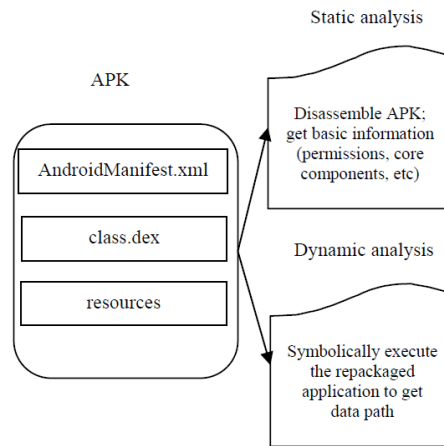 APK
AndroidManifest.xml
class.dex
resources
Static analysis
Disassemble APK;
get basic information
(permissions, core
components, etc)
Dynamic analysis
Symbolically execute
the repackaged
application to get
data path